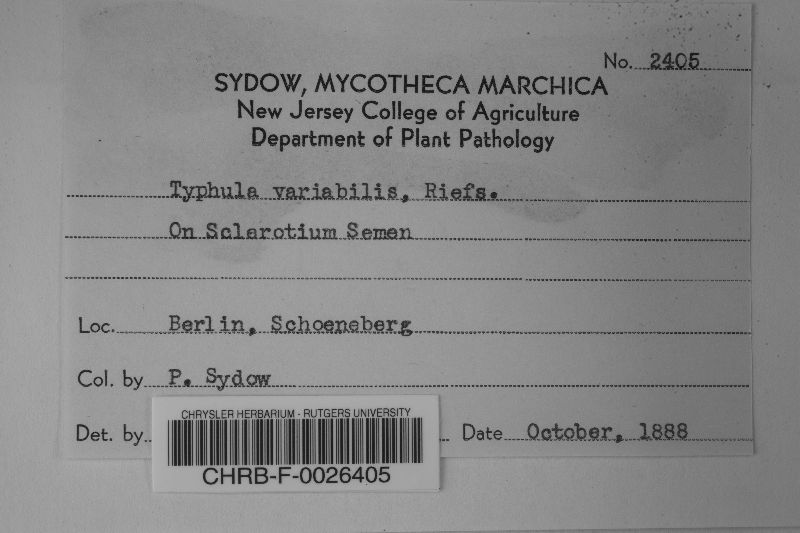 No. 2405
SYDOW, MYCOTHECA MARCHICA
New Jersey College of Agriculture
Department of Plant Pathology
Typhula variabilis, Riefs.
On Sclarotium Semen
Loc. Berlin, Schoeneberg
Col. by P. Sydow
Det. by Date October, 1888
CHRYSLER HERBARIUM - RUTGERS UNIVERSITY
CHRB-F-0026405